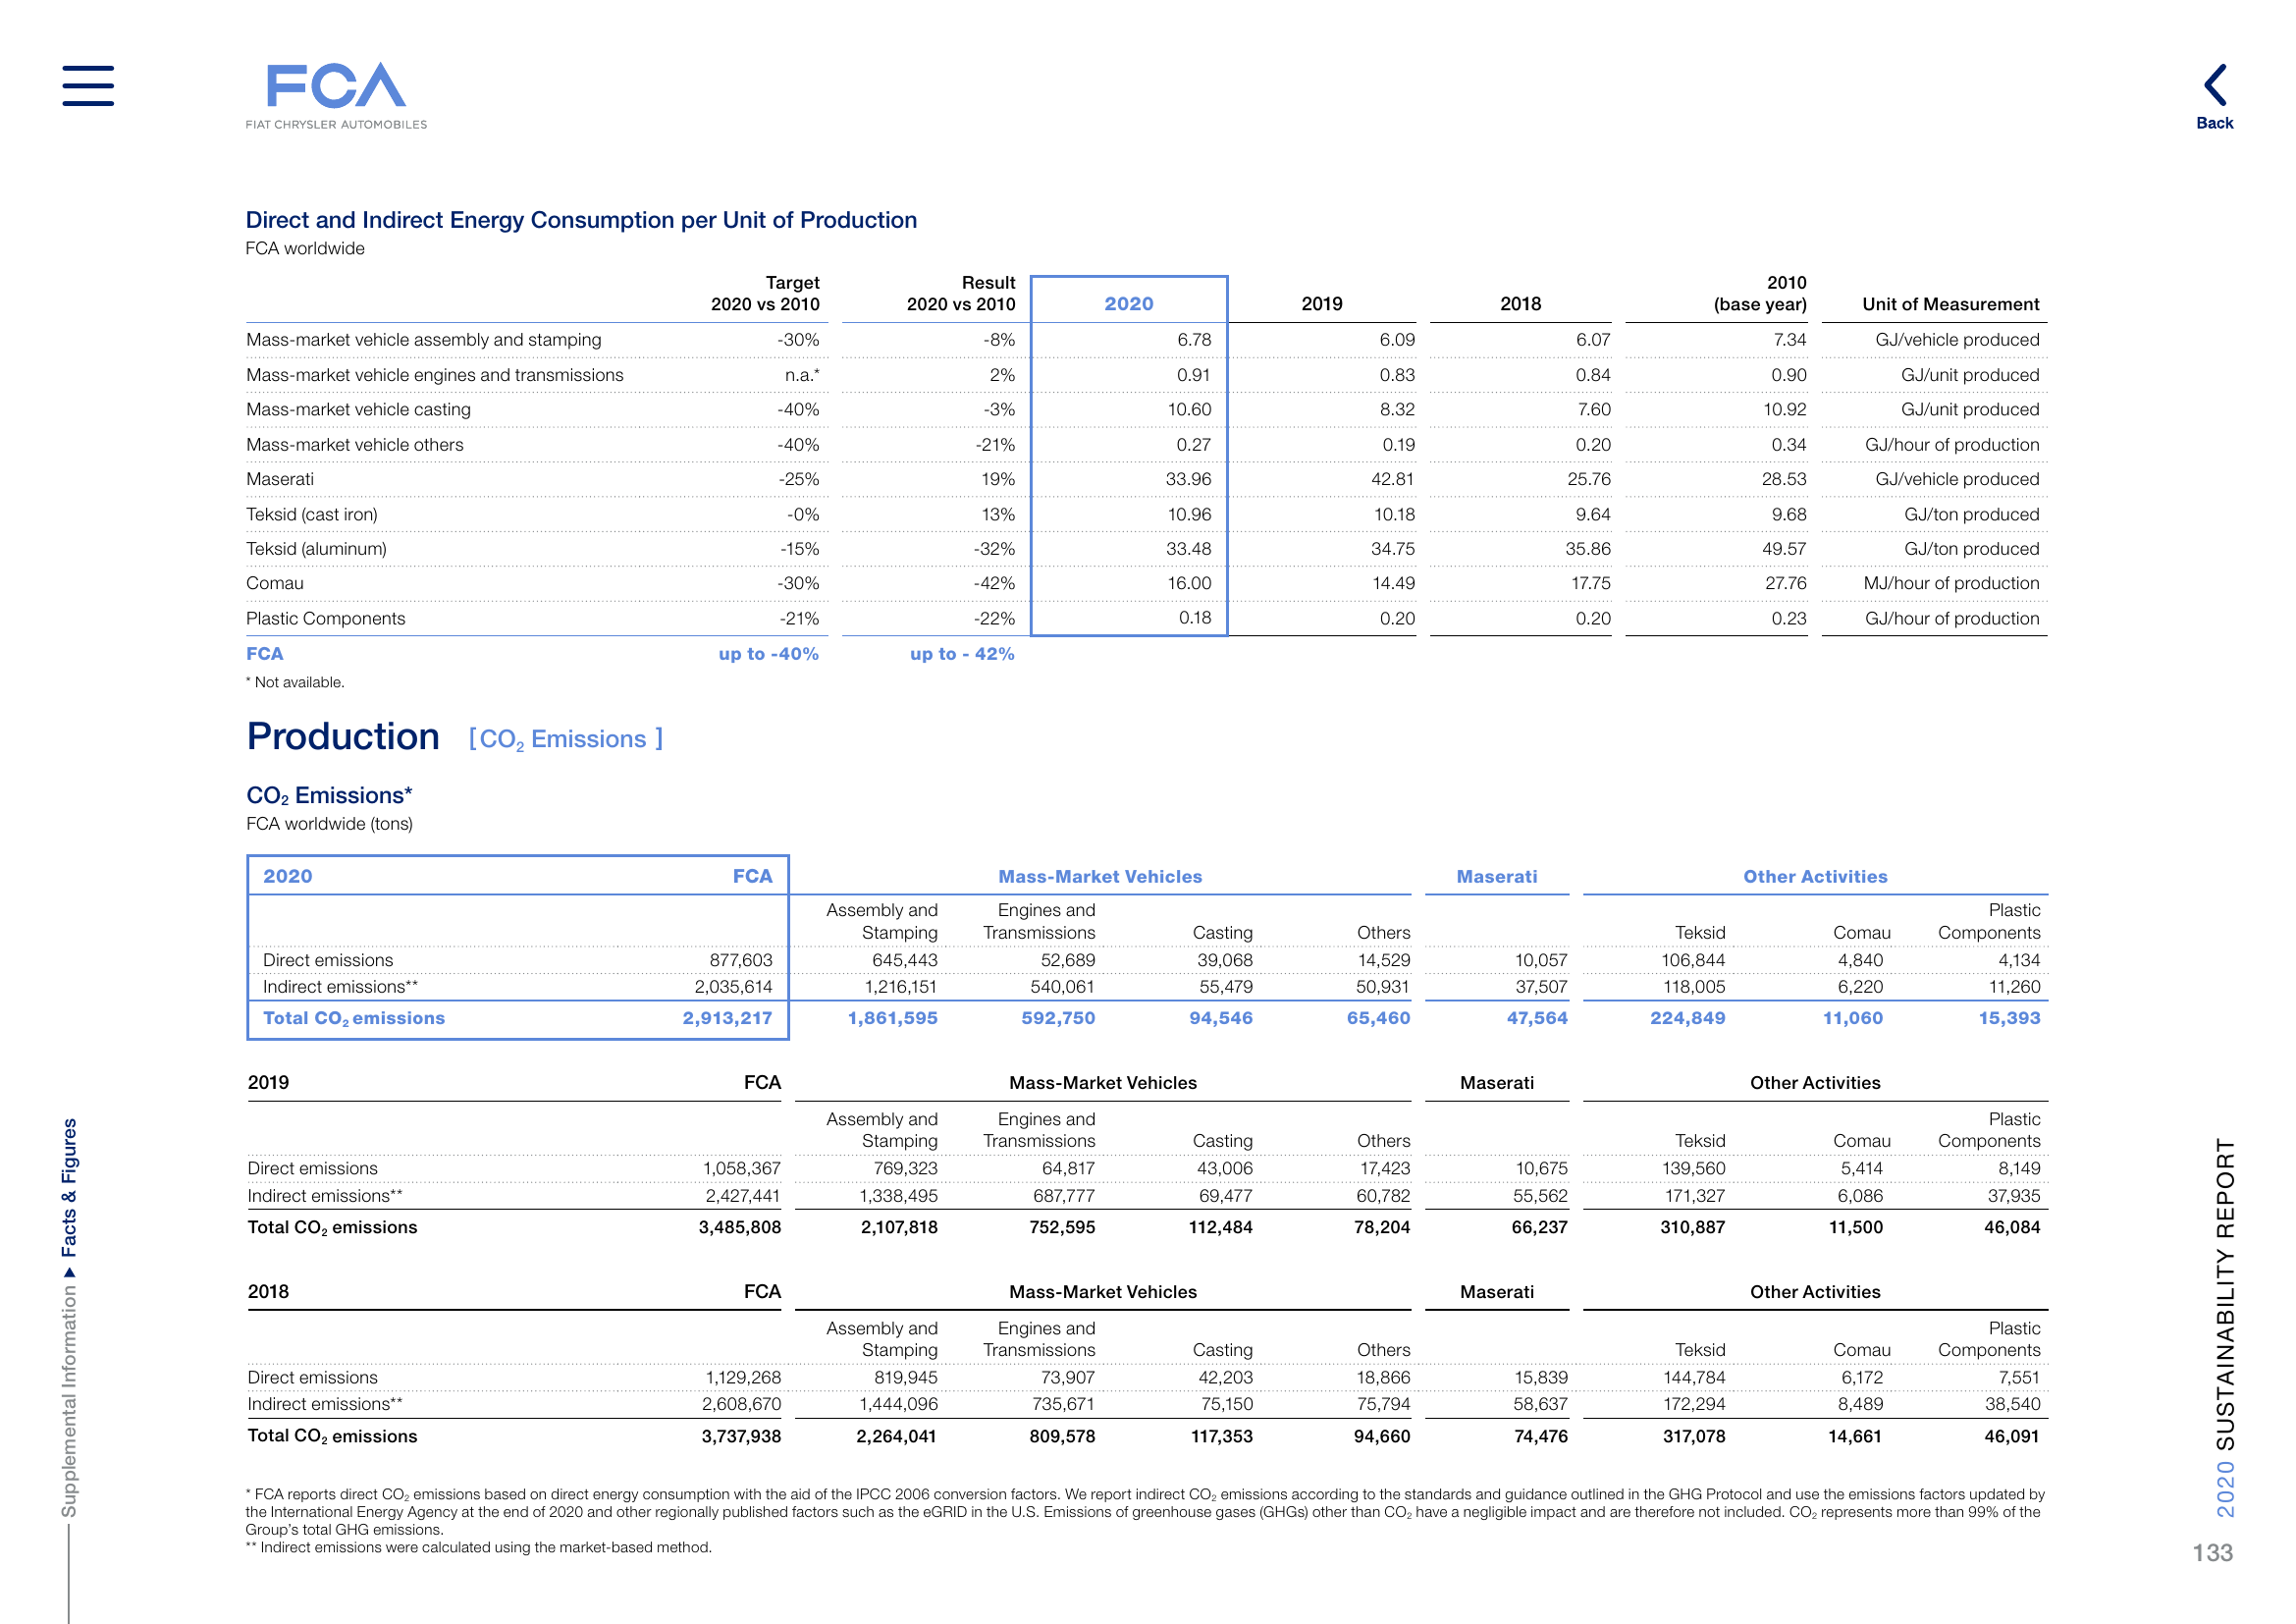 FCA
FIAT CHRYSLER AUTOMOBILES
Back
Direct and Indirect Energy Consumption per Unit of Production
FCA worldwide
Target 2020 vs 2010 Result 2020 vs 2010 2020 2019 2018 2010 (base year) Unit of Measurement
Mass-market vehicle assembly and stamping -30% -8% 6.78 6.09 6.07 7.34 GJ/vehicle produced
Mass-market vehicle engines and transmissions n.a.* 2% 0.91 0.83 0.84 0.90 GJ/unit produced
Mass-market vehicle casting -40% -3% 10.60 8.32 7.60 10.92 GJ/unit produced
Mass-market vehicle others -40% -21% 0.27 0.19 0.20 0.34 GJ/hour of production
Maserati -25% 19% 33.96 42.81 25.76 28.53 GJ/vehicle produced
Teksid (cast iron) -0% 13% 10.96 10.18 9.64 9.68 GJ/ton produced
Teksid (aluminum) -15% -32% 33.48 34.75 35.86 49.57 GJ/ton produced
Comau -30% -42% 16.00 14.49 17.75 27.76 MJ/hour of production
Plastic Components -21% -22% 0.18 0.20 0.20 0.23 GJ/hour of production
FCA up to -40% up to - 42%
* Not available.
Production [ CO₂ Emissions ]
CO₂ Emissions*
FCA worldwide (tons)
2020 FCA Mass-Market Vehicles Maserati Other Activities
Assembly and Stamping Engines and Transmissions Casting Others Teksid Comau Plastic Components
Direct emissions 877,603 645,443 52,689 39,068 14,529 10,057 106,844 4,840 4,134
Indirect emissions** 2,035,614 1,216,151 540,061 55,479 50,931 37,507 118,005 6,220 11,260
Total CO₂ emissions 2,913,217 1,861,595 592,750 94,546 65,460 47,564 224,849 11,060 15,393
2019 FCA Mass-Market Vehicles Maserati Other Activities
Assembly and Stamping Engines and Transmissions Casting Others Teksid Comau Plastic Components
Direct emissions 1,058,367 769,323 64,817 43,006 17,423 10,675 139,560 5,414 8,149
Indirect emissions** 2,427,441 1,338,495 687,777 69,477 60,782 55,562 171,327 6,086 37,935
Total CO₂ emissions 3,485,808 2,107,818 752,595 112,484 78,204 66,237 310,887 11,500 46,084
2018 FCA Mass-Market Vehicles Maserati Other Activities
Assembly and Stamping Engines and Transmissions Casting Others Teksid Comau Plastic Components
Direct emissions 1,129,268 819,945 73,907 42,203 18,866 15,839 144,784 6,172 7,551
Indirect emissions** 2,608,670 1,444,096 735,671 75,150 75,794 58,637 172,294 8,489 38,540
Total CO₂ emissions 3,737,938 2,264,041 809,578 117,353 94,660 74,476 317,078 14,661 46,091
* FCA reports direct CO₂ emissions based on direct energy consumption with the aid of the IPCC 2006 conversion factors. We report indirect CO₂ emissions according to the standards and guidance outlined in the GHG Protocol and use the emissions factors updated by
the International Energy Agency at the end of 2020 and other regionally published factors such as the eGRID in the U.S. Emissions of greenhouse gases (GHGs) other than CO₂ have a negligible impact and are therefore not included. CO₂ represents more than 99% of the
Group's total GHG emissions.
** Indirect emissions were calculated using the market-based method.
Supplemental Information ▶ Facts & Figures
2020 SUSTAINABILITY REPORT
133